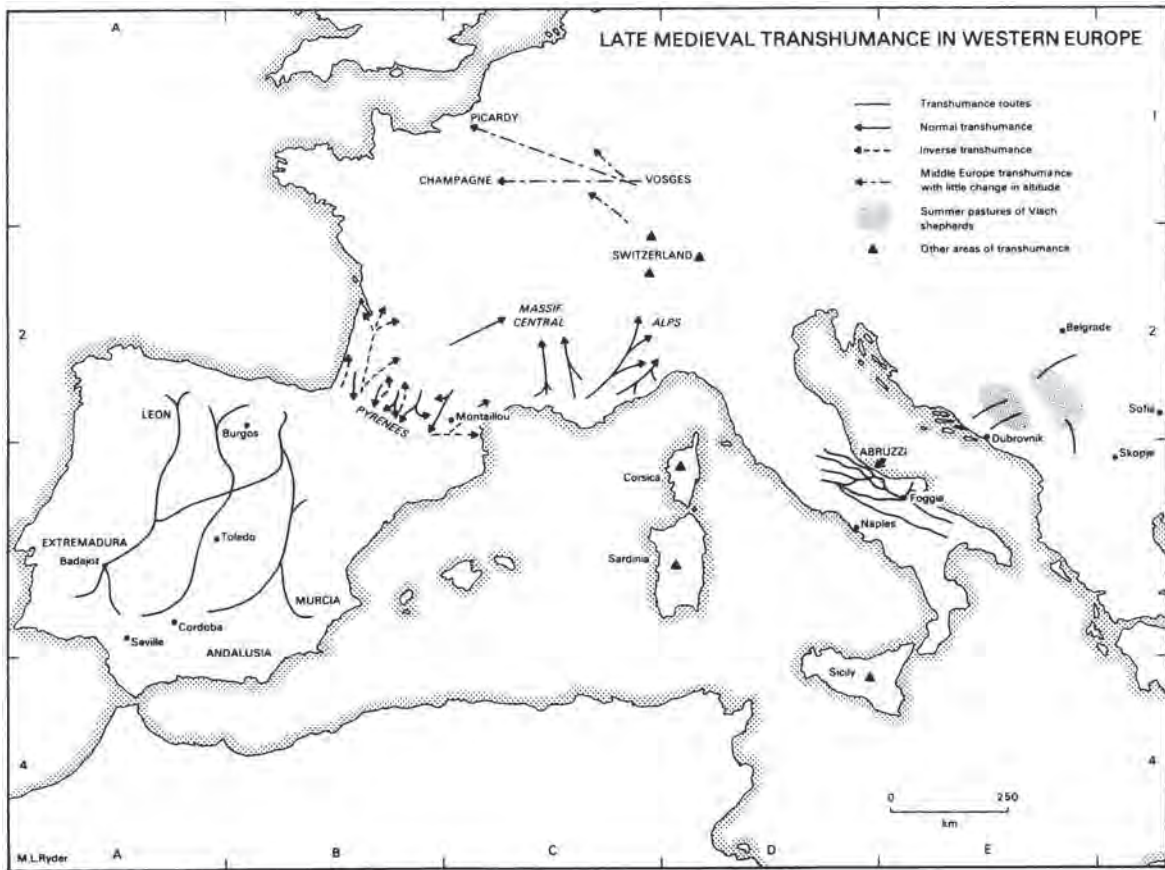 A
LATE MEDIEVAL TRANSHUMANCE IN WESTERN EUROPE
Transhumance routes
Normal transhumance
Inverse transhumance
Middle Europe transhumance
with little change in altitude
Summer pastures of Vlach
shepherds
Other areas of transhumance
1
PICARDY
CHAMPAGNE
VOSGES
SWITZERLAND
MASSIF
CENTRAL
ALPS
2
2
Belgrade
LEON
Burgos
PYRENEES
Montaillou
Sofia
Dubrovnik
Skopje
ABRUZZI
Corsica
Foggia
Naples
EXTREMADURA
Badajoz
Toledo
Sardinia
MURCIA
Cordoba
Seville
ANDALUSIA
Sicily
4
4
0 250
km
M.L.Ryder
A
B
C
D
E